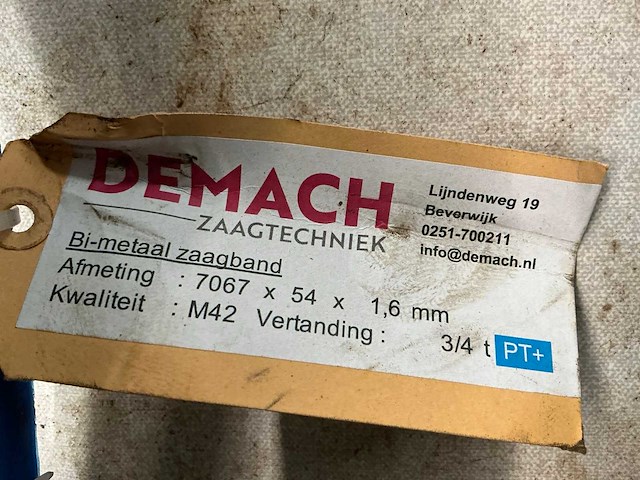 DEMACH
ZAAGTECHNIEK
Lijndenweg 19
Beverwijk
0251-700211
info@demach.nl
Bi-metaal zaagband
Afmeting : 7067 x 54 x 1,6 mm
Kwaliteit : M42 Vertanding : 3/4 t PT+